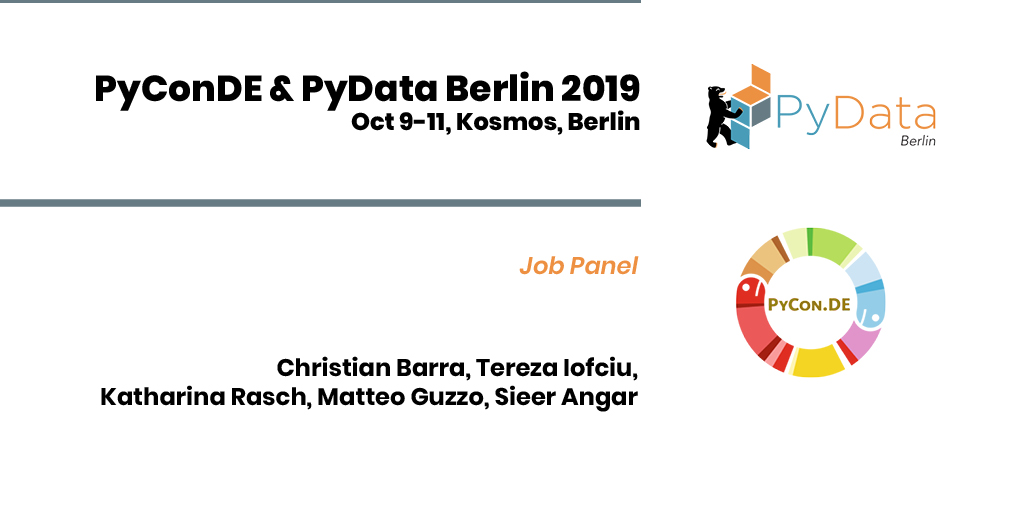 PyConDE & PyData Berlin 2019
Oct 9-11, Kosmos, Berlin
PyData
Berlin
Job Panel
PyCon.DE
Christian Barra, Tereza Iofciu,
Katharina Rasch, Matteo Guzzo, Sieer Angar